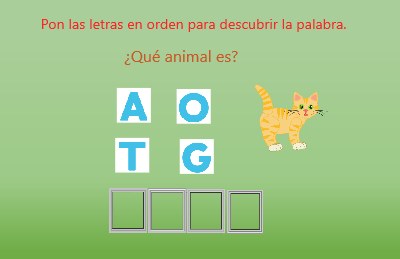 Pon las letras en orden para descubrir la palabra.
¿Qué animal es?
A O
T G